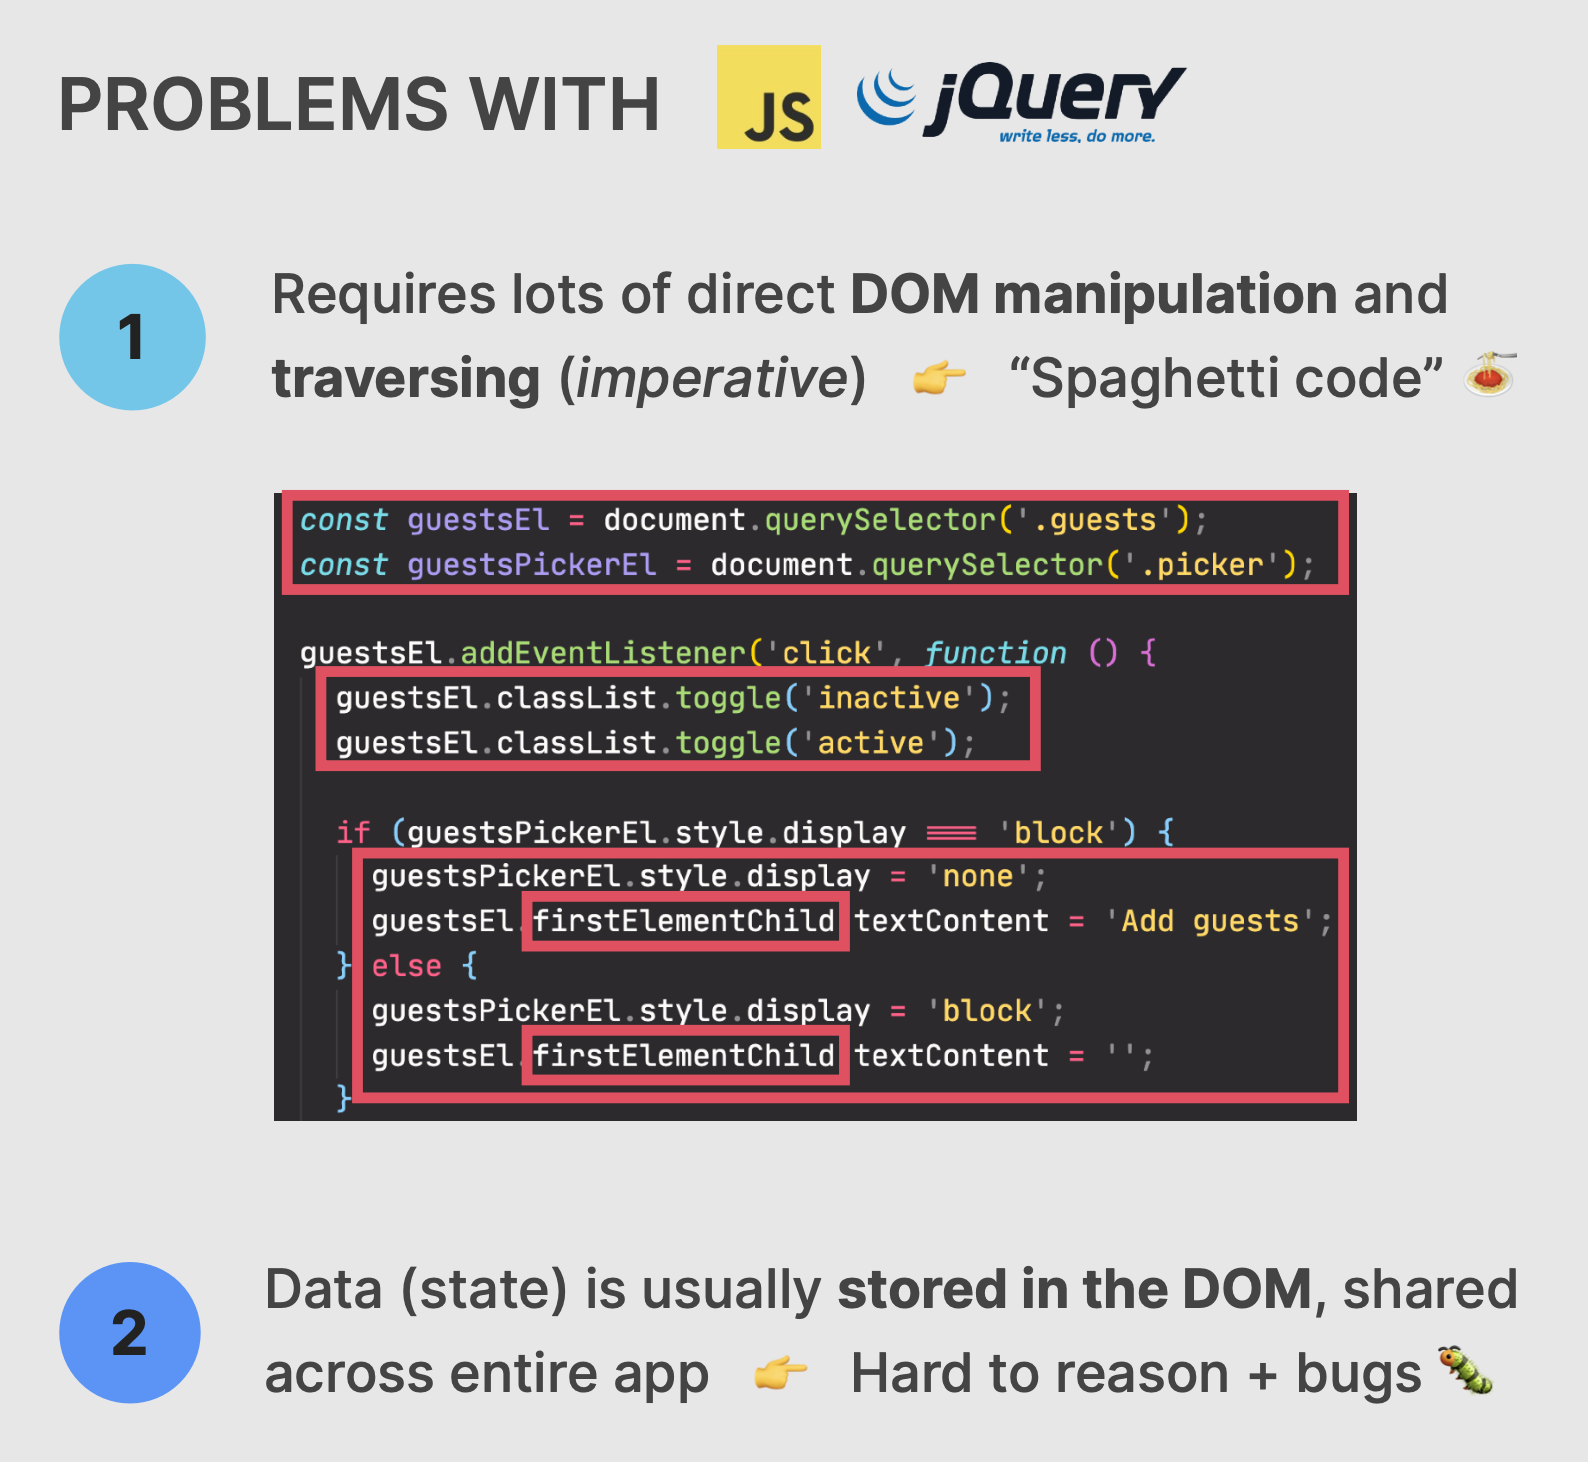 PROBLEMS WITH JS jQuery
write less, do more.
1
Requires lots of direct DOM manipulation and
traversing (imperative) 👉 “Spaghetti code” 🍝
const guestsEl = document.querySelector('.guests');
const guestsPickerEl = document.querySelector('.picker');
guestsEl.addEventListener('click', function () {
guestsEl.classList.toggle('inactive');
guestsEl.classList.toggle('active');
if (guestsPickerEl.style.display === 'block') {
guestsPickerEl.style.display = 'none';
guestsEl.firstElementChild textContent = 'Add guests';
} else {
guestsPickerEl.style.display = 'block';
guestsEl.firstElementChild textContent = '';
}
2
Data (state) is usually stored in the DOM, shared
across entire app 👉 Hard to reason + bugs 🐛